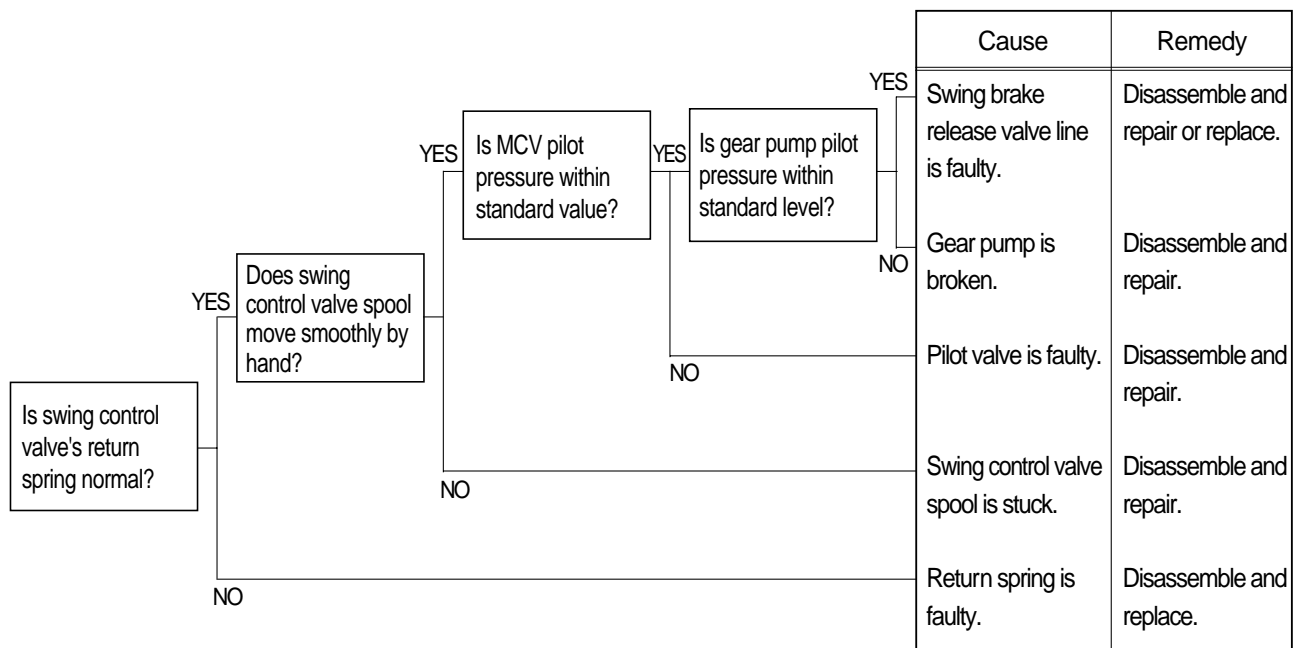 Cause
Remedy
YES
Swing brake
release valve line
is faulty.
Disassemble and
repair or replace.
YES
Is MCV pilot
pressure within
standard value?
YES
Is gear pump pilot
pressure within
standard level?
NO
Gear pump is
broken.
Disassemble and
repair.
YES
Does swing
control valve spool
move smoothly by
hand?
NO
Pilot valve is faulty.
Disassemble and
repair.
Is swing control
valve's return
spring normal?
NO
Swing control valve
spool is stuck.
Disassemble and
repair.
NO
Return spring is
faulty.
Disassemble and
replace.